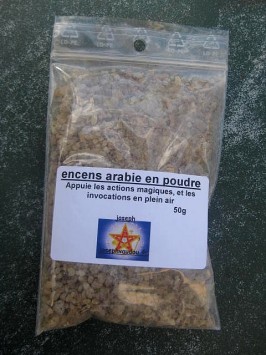 encens arabie en poudre
Appuie les actions magiques, et les
invocations en plein air
50g
joseph